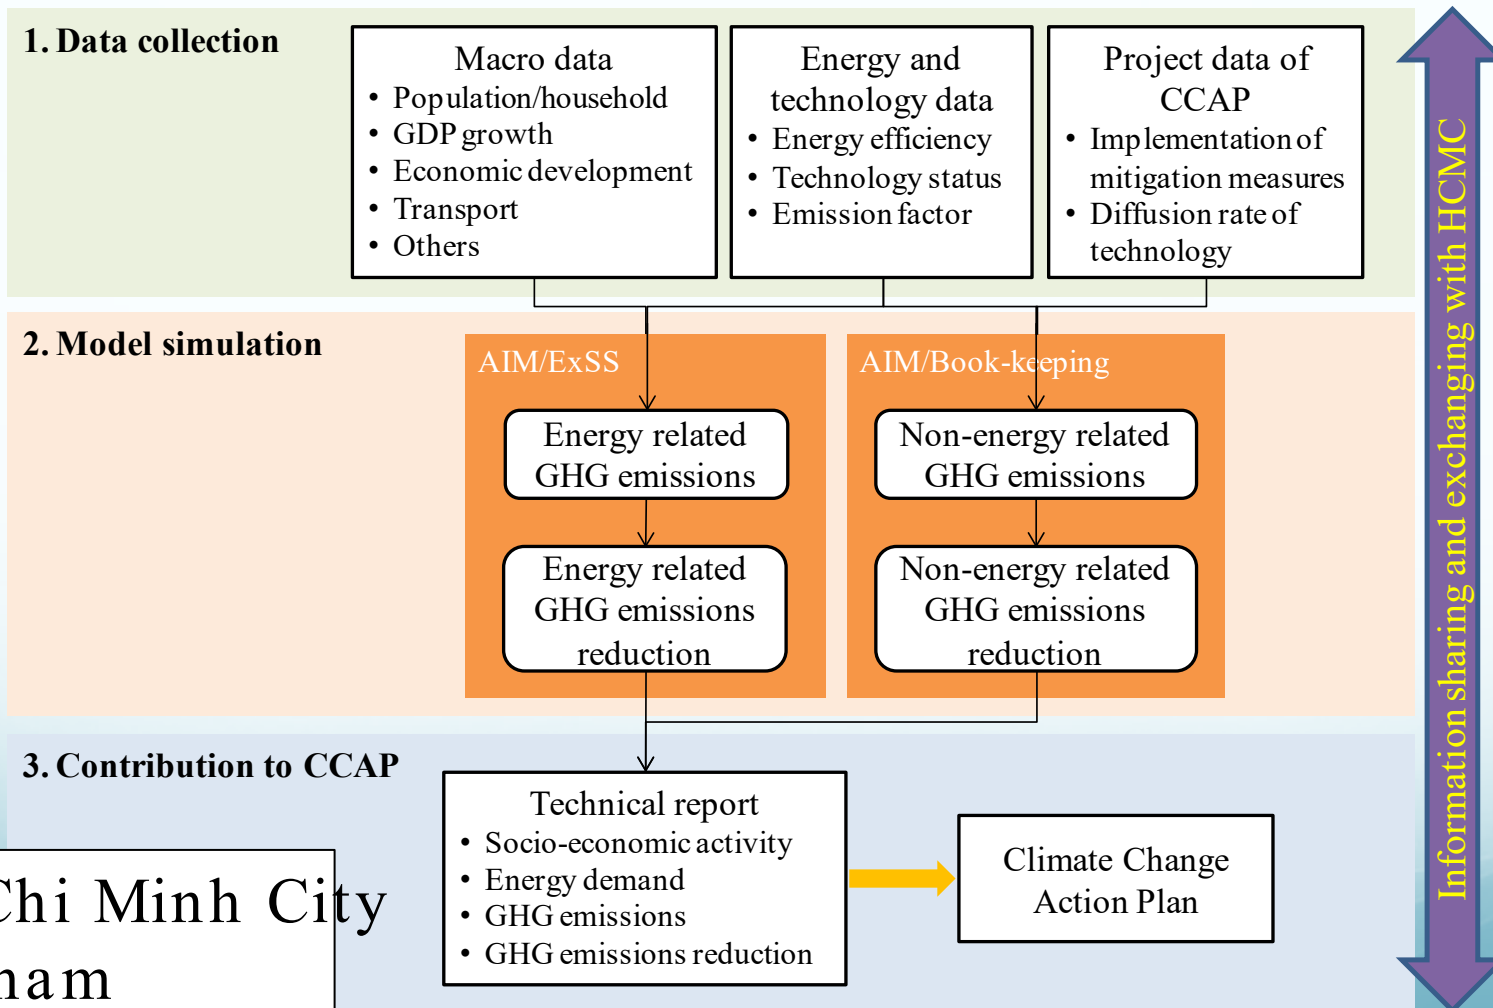 1. Data collection
Macro data
• Population/household
• GDP growth
• Economic development
• Transport
• Others
Energy and
technology data
• Energy efficiency
• Technology status
• Emission factor
Project data of
CCAP
• Implementation of
mitigation measures
• Diffusion rate of
technology
2. Model simulation
AIM/ExSS
Energy related
GHG emissions
Energy related
GHG emissions
reduction
AIM/Book-keeping
Non-energy related
GHG emissions
Non-energy related
GHG emissions
reduction
3. Contribution to CCAP
Technical report
• Socio-economic activity
• Energy demand
• GHG emissions
• GHG emissions reduction
Climate Change
Action Plan
Chi Minh City
nam
Information sharing and exchanging with HCMC